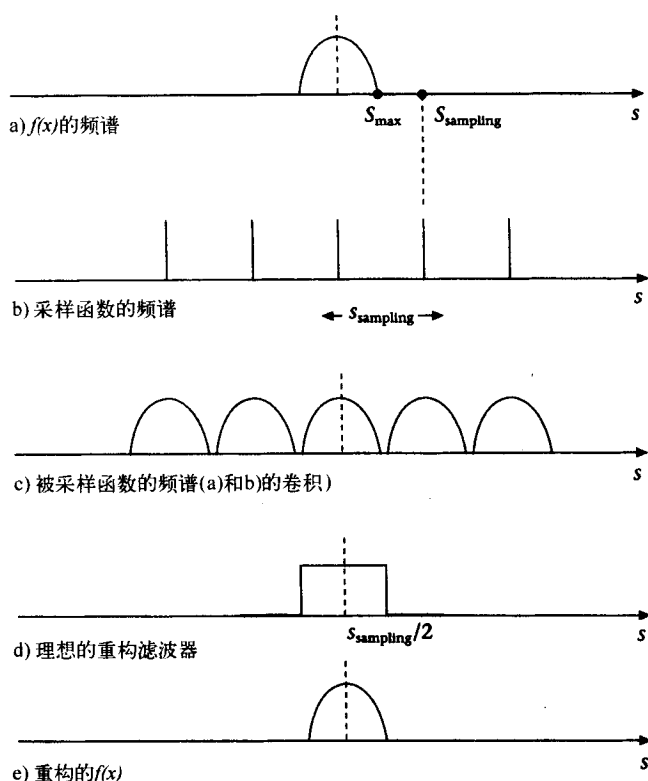 S_max S_sampling s
a) f(x)的频谱
s
b) 采样函数的频谱
s_sampling
s
c) 被采样函数的频谱(a)和b)的卷积)
s_sampling/2 s
d) 理想的重构滤波器
s
e) 重构的f(x)